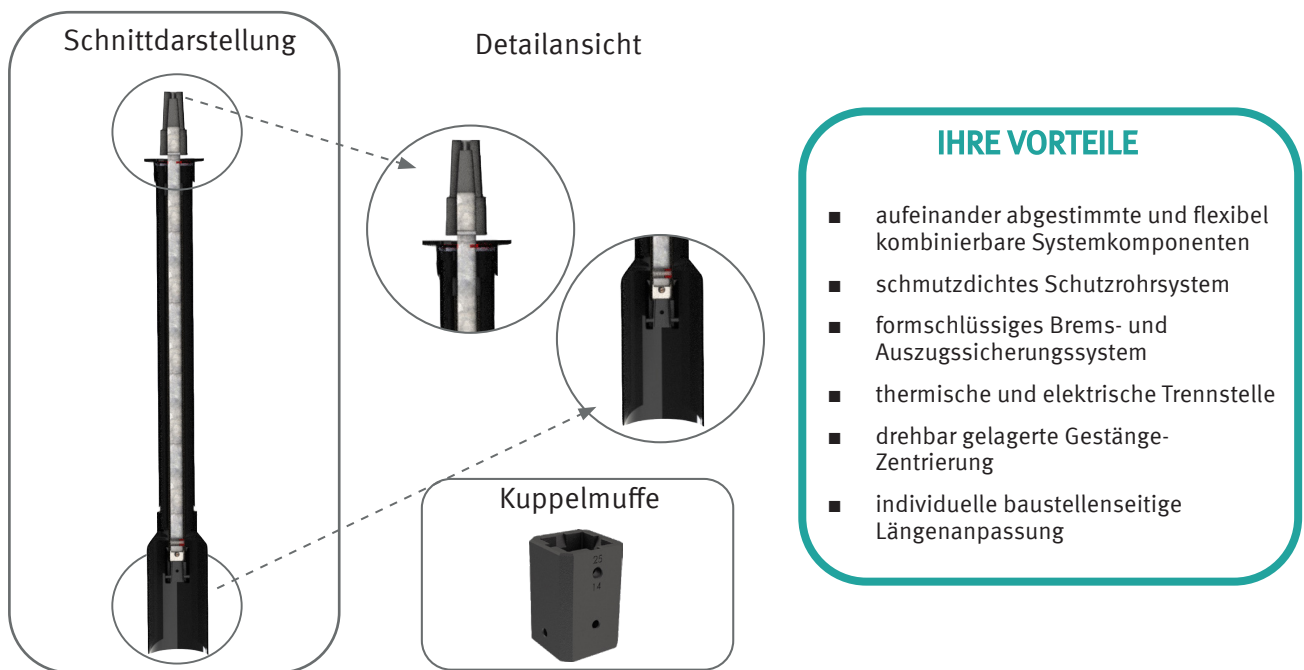 Schnittdarstellung
Detailansicht
Kuppelmuffe
25
14
IHRE VORTEILE
■ aufeinander abgestimmte und flexibel
kombinierbare Systemkomponenten
■ schmutzdichtes Schutzrohrsystem
■ formschlüssiges Brems- und
Auszugssicherungssystem
■ thermische und elektrische Trennstelle
■ drehbar gelagerte Gestänge-
Zentrierung
■ individuelle baustellenseitige
Längenanpassung